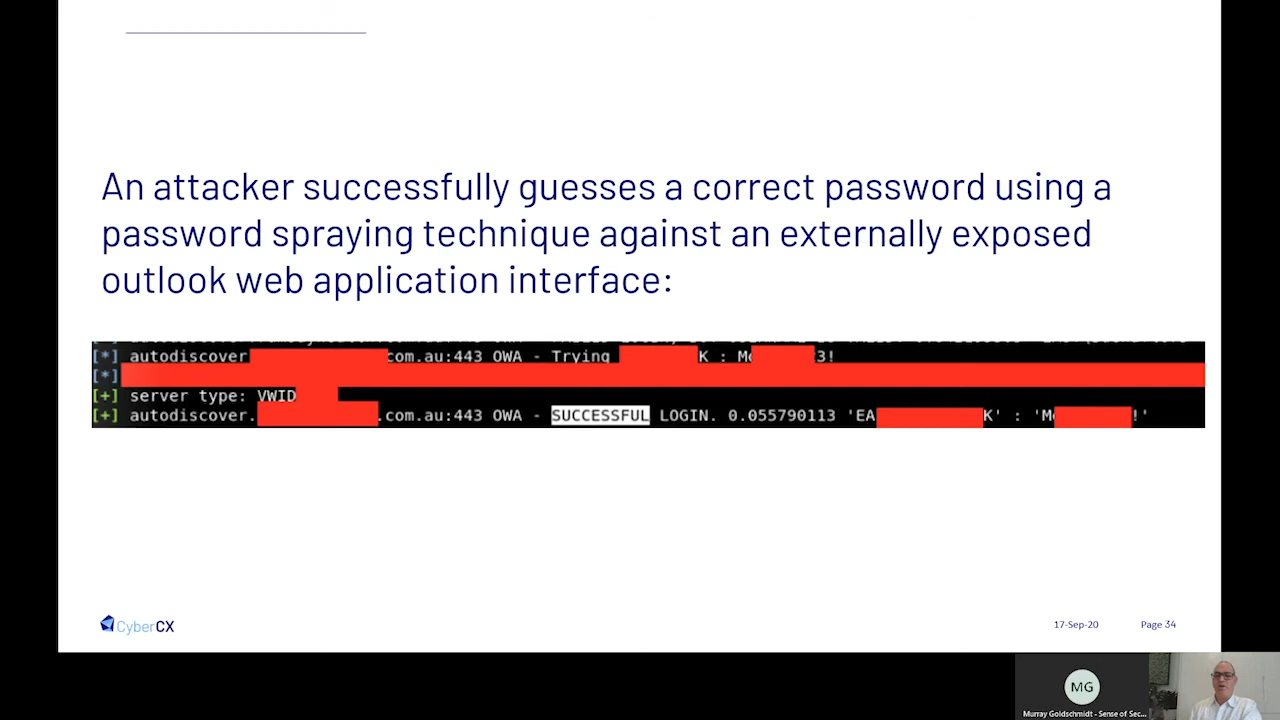 An attacker successfully guesses a correct password using a
password spraying technique against an externally exposed
outlook web application interface:
[*] autodiscover com.au:443 OWA - Trying K : Mc 3!
[*]
[+] server type: VWID
[+] autodiscover. .com.au:443 OWA - SUCCESSFUL LOGIN. 0.055790113 'EA K' : 'Mc !'
CyberCX
17-Sep-20
Page 34
MG
Murray Goldschmidt - Sense of Sec...